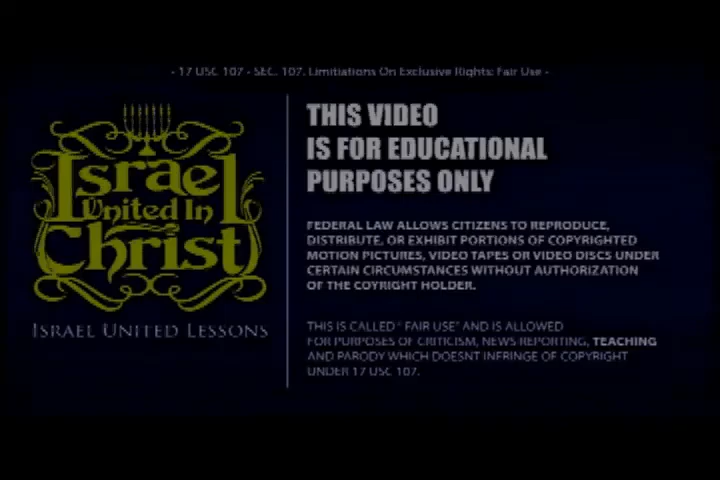 - 17 USC 107 - SEC. 107. Limitiations On Exclusive Rights: Fair Use -
Israel
United In
Christ
ISRAEL UNITED LESSONS
THIS VIDEO
IS FOR EDUCATIONAL
PURPOSES ONLY
FEDERAL LAW ALLOWS CITIZENS TO REPRODUCE,
DISTRIBUTE, OR EXHIBIT PORTIONS OF COPYRIGHTED
MOTION PICTURES, VIDEO TAPES OR VIDEO DISCS UNDER
CERTAIN CIRCUMSTANCES WITHOUT AUTHORIZATION
OF THE COYRIGHT HOLDER.
THIS IS CALLED " FAIR USE" AND IS ALLOWED
FOR PURPOSES OF CRITICISM, NEWS REPORTING, TEACHING
AND PARODY WHICH DOESNT INFRINGE OF COPYRIGHT
UNDER 17 USC 107.